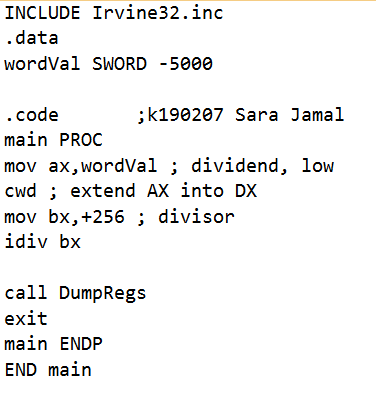 INCLUDE Irvine32.inc
.data
wordVal SWORD -5000
.code ;k190207 Sara Jamal
main PROC
mov ax,wordVal ; dividend, low
cwd ; extend AX into DX
mov bx,+256 ; divisor
idiv bx
call DumpRegs
exit
main ENDP
END main